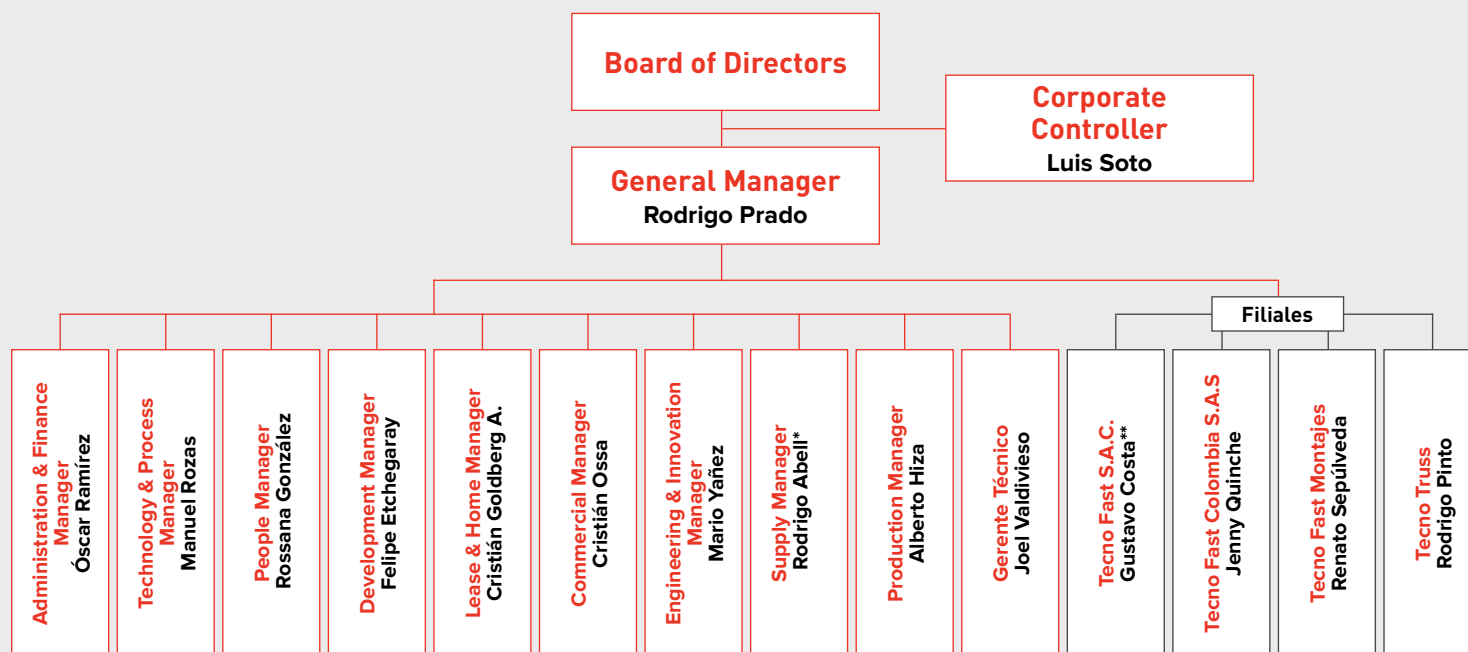 Board of Directors
Corporate
Controller
Luis Soto
General Manager
Rodrigo Prado
Filiales
Administration & Finance
Manager
Óscar Ramírez
Technology & Process
Manager
Manuel Rozas
People Manager
Rossana González
Development Manager
Felipe Etchegaray
Lease & Home Manager
Cristián Goldberg A.
Commercial Manager
Cristián Ossa
Engineering & Innovation
Manager
Mario Yañez
Supply Manager
Rodrigo Abell*
Production Manager
Alberto Hiza
Gerente Técnico
Joel Valdivieso
Tecno Fast S.A.C.
Gustavo Costa**
Tecno Fast Colombia S.A.S
Jenny Quinche
Tecno Fast Montajes
Renato Sepúlveda
Tecno Truss
Rodrigo Pinto